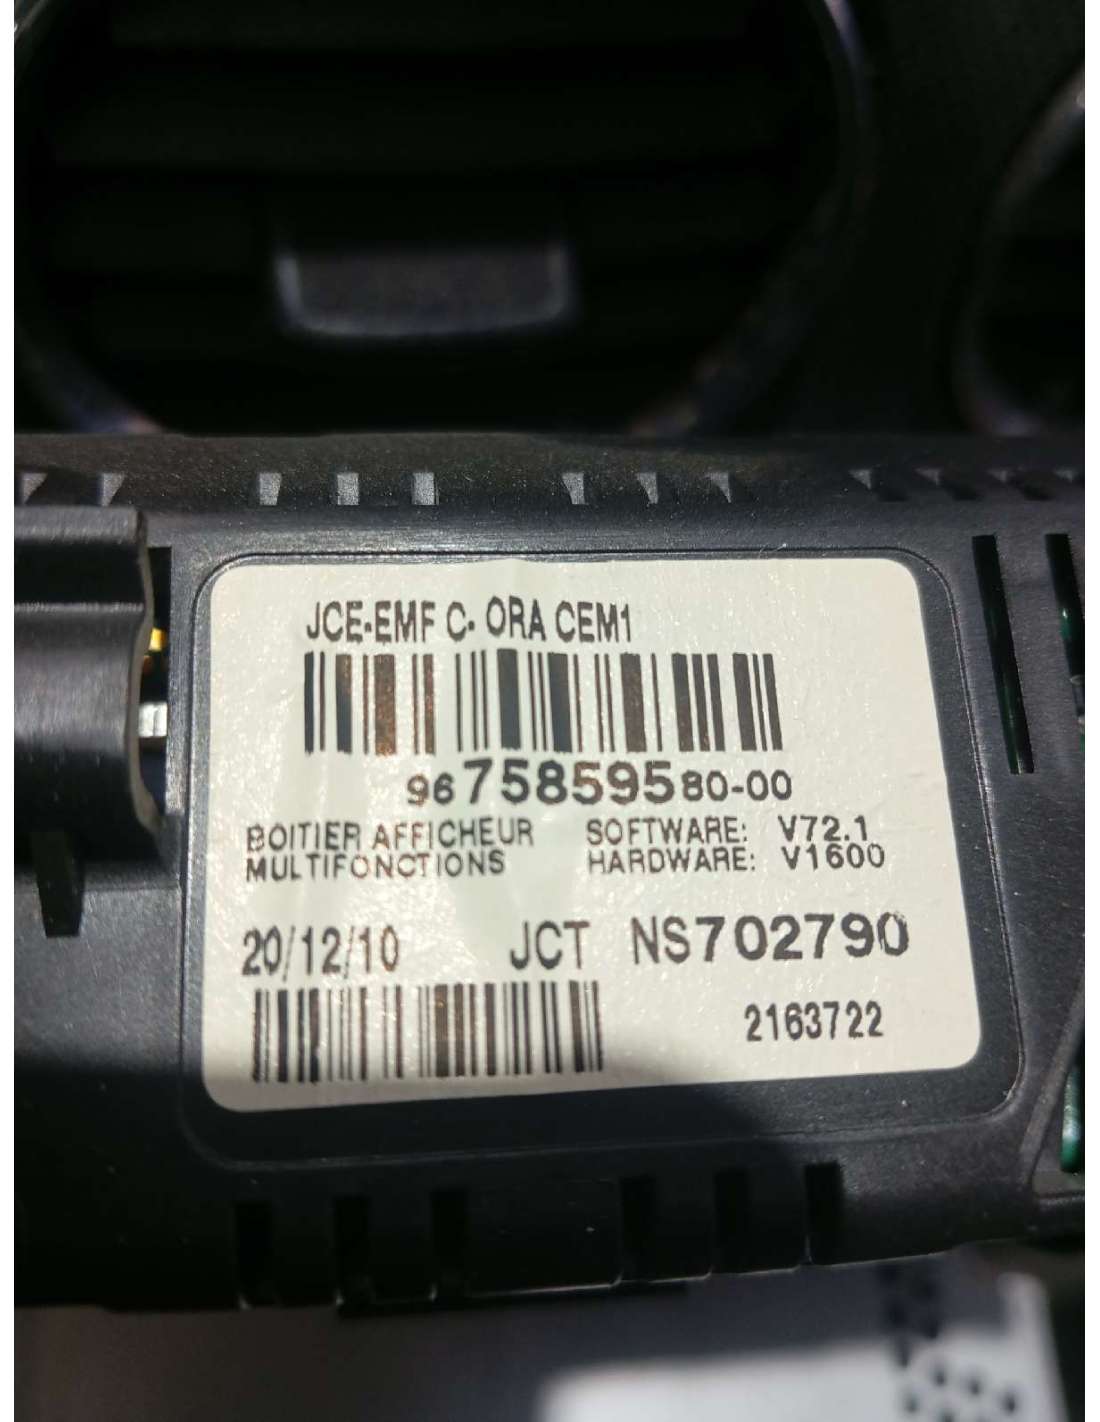 JCE-EMF C- ORA CEM1
9675859580-00
BOITIER AFFICHEUR SOFTWARE: V72.1
MULTIFONCTIONS HARDWARE: V1600
20/12/10 JCT NS702790
2163722